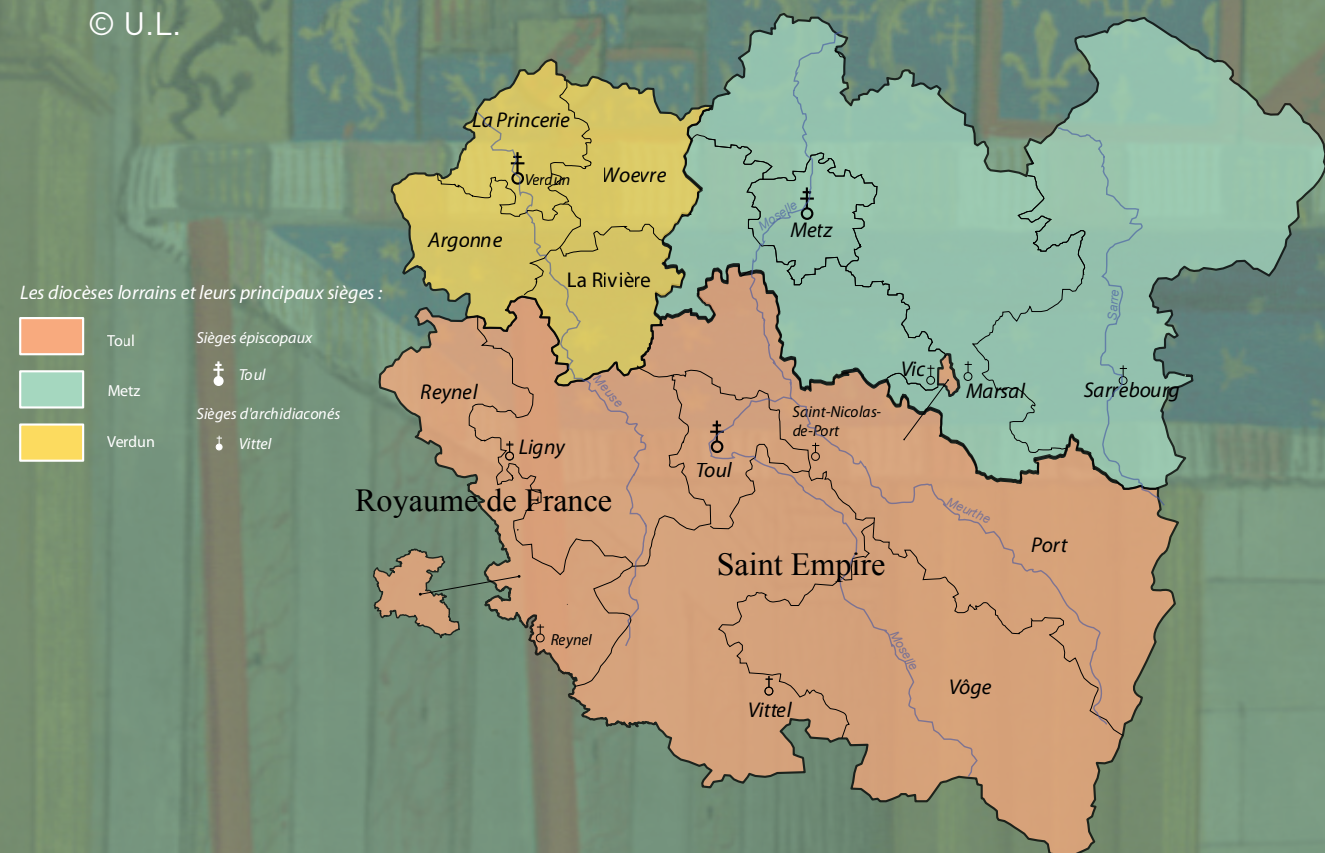 © U.L.
Les diocèses lorrains et leurs principaux sièges :
Toul
Metz
Verdun
Sièges épiscopaux
Toul
Sièges d'archidiaconés
Vittel
La Princerie
Verdun
Woevre
Argonne
La Rivière
Moselle
Metz
Sarre
Vic
Marsal
Sarrebourg
Reynel
Meuse
Ligny
Toul
Saint-Nicolas-
de-Port
Royaume de France
Meurthe
Port
Saint Empire
Reynel
Moselle
Vôge
Vittel